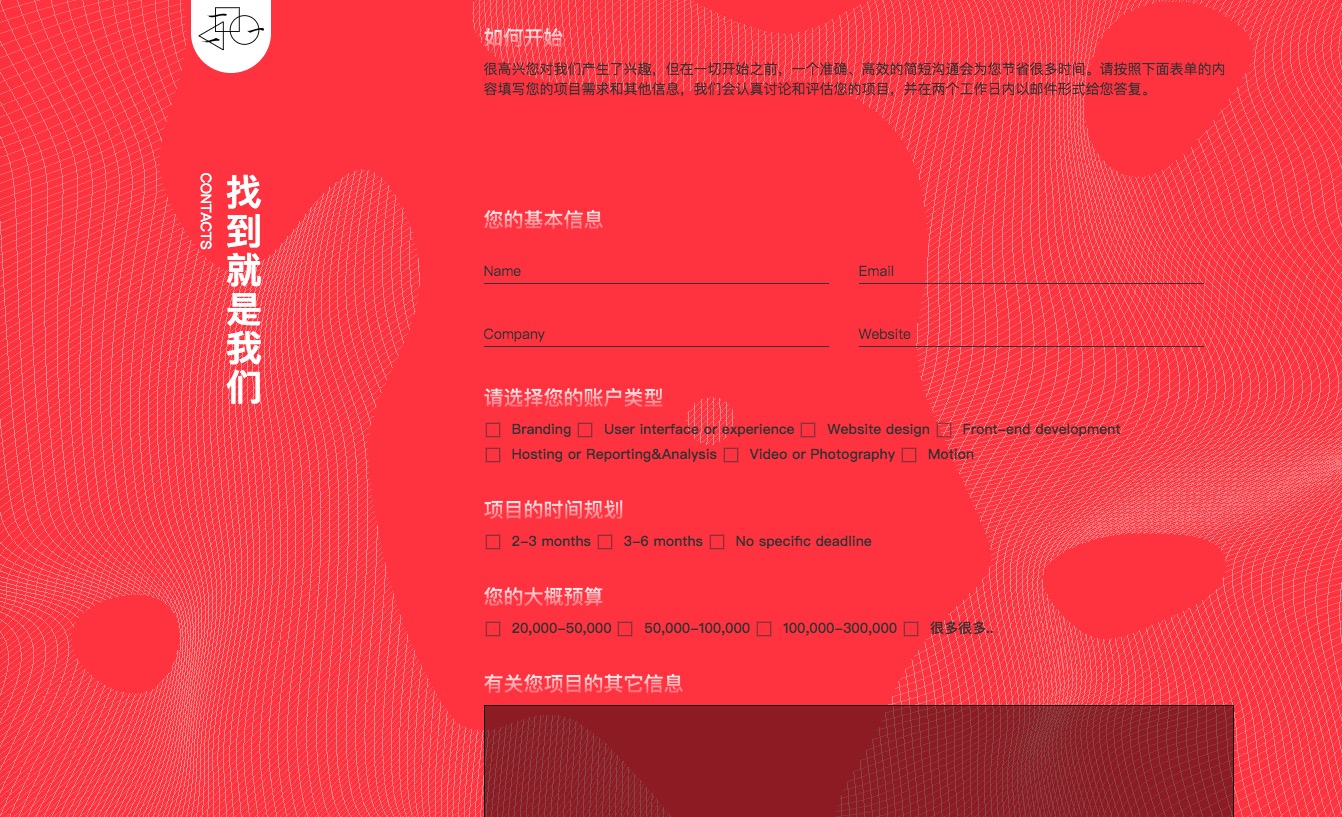 如何开始
很高兴您对我们产生了兴趣，但在一切开始之前，一个准确、高效的简短沟通会为您节省很多时间。请按照下面表单的内
容填写您的项目需求和其他信息，我们会认真讨论和评估您的项目，并在两个工作日内以邮件形式给您答复。
找到就是我们
CONTACTS
您的基本信息
Name
Email
Company
Website
请选择您的账户类型
Branding User interface or experience Website design Front-end development
Hosting or Reporting&Analysis Video or Photography Motion
项目的时间规划
2-3 months 3-6 months No specific deadline
您的大概预算
20,000-50,000 50,000-100,000 100,000-300,000 很多很多..
有关您项目的其它信息